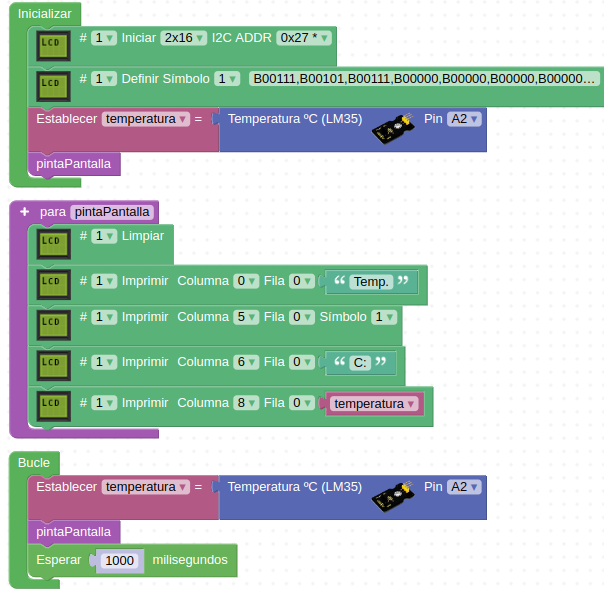 Inicializar
LCD # 1 Iniciar 2x16 I2C ADDR 0x27 *
LCD # 1 Definir Símbolo 1 B00111,B00101,B00111,B00000,B00000,B00000,B00000...
Establecer temperatura = Temperatura ºC (LM35) Pin A2
pintaPantalla
+ para pintaPantalla
LCD # 1 Limpiar
LCD # 1 Imprimir Columna 0 Fila 0 “ Temp. ”
LCD # 1 Imprimir Columna 5 Fila 0 Símbolo 1
LCD # 1 Imprimir Columna 6 Fila 0 “ C: ”
LCD # 1 Imprimir Columna 8 Fila 0 temperatura
Bucle
Establecer temperatura = Temperatura ºC (LM35) Pin A2
pintaPantalla
Esperar 1000 milisegundos